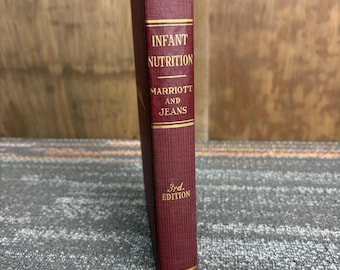 INFANT
NUTRITION
MARRIOTT
AND
JEANS
3rd.
EDITION